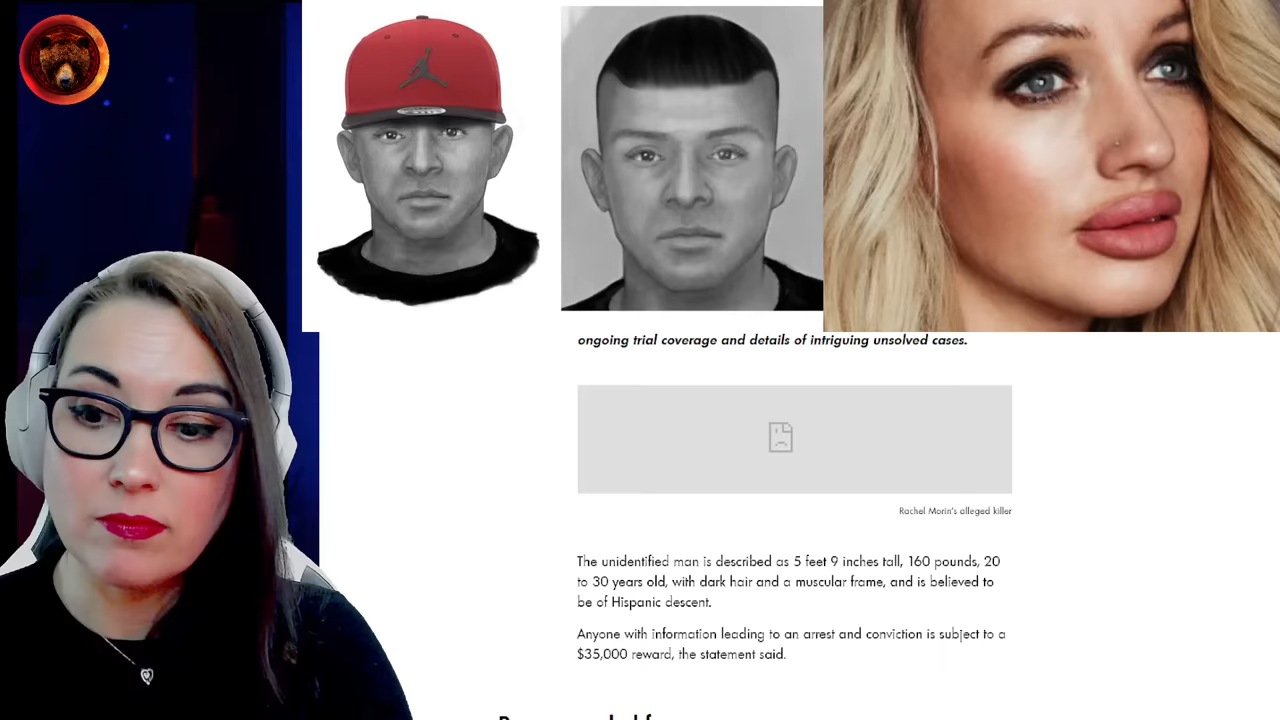 ongoing trial coverage and details of intriguing unsolved cases.
Rachel Morin's alleged killer
The unidentified man is described as 5 feet 9 inches tall, 160 pounds, 20
to 30 years old, with dark hair and a muscular frame, and is believed to
be of Hispanic descent.
Anyone with information leading to an arrest and conviction is subject to a
$35,000 reward, the statement said.